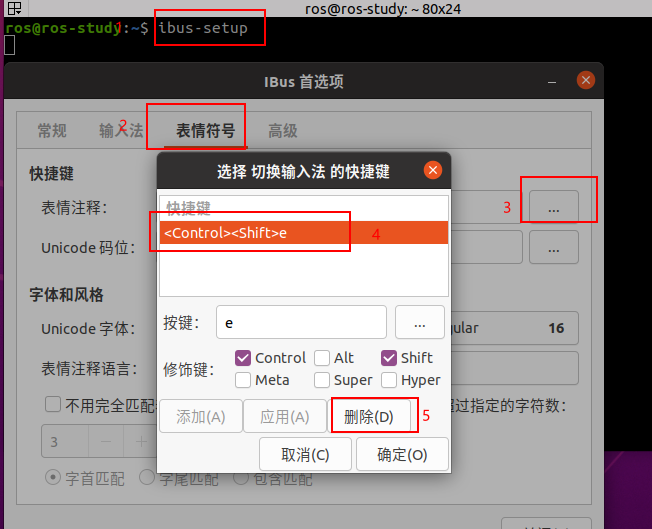 ros@ros-study: ~ 80x24
ros@ros-study:~$ ibus-setup
1
IBus 首选项
常规 输入法 表情符号 高级
2
选择 切换输入法 的快捷键
快捷键
表情注释：
...
3
快捷键
<Control><Shift>e
4
Unicode 码位：
...
字体和风格
按键： e ...
Unicode 字体：
gular 16
修饰键： Control Alt Shift
Meta Super Hyper
表情注释语言：
不用完全匹配
超过指定的字符数：
添加(A) 应用(A) 删除(D)
5
3 − +
取消(C) 确定(O)
字首匹配 字尾匹配 包含匹配